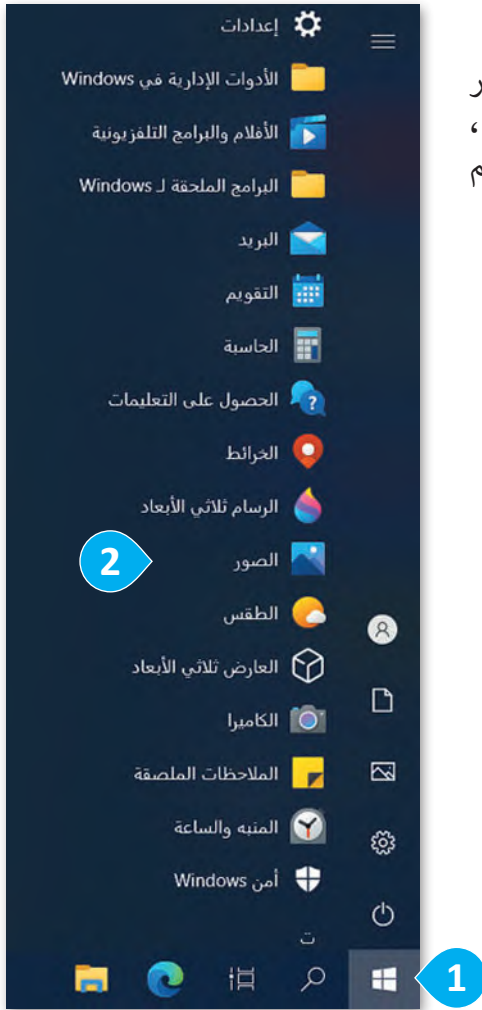 إعدادات
الأدوات الإدارية في Windows
الأفلام والبرامج التلفزيونية
البرامج الملحقة لـ Windows
البريد
التقويم
الحاسبة
الحصول على التعليمات
الخرائط
الرسام ثلاثي الأبعاد
2
الصور
الطقس
العارض ثلاثي الأبعاد
الكاميرا
الملاحظات الملصقة
المنبه والساعة
أمن Windows
ت
1
ر
،
م